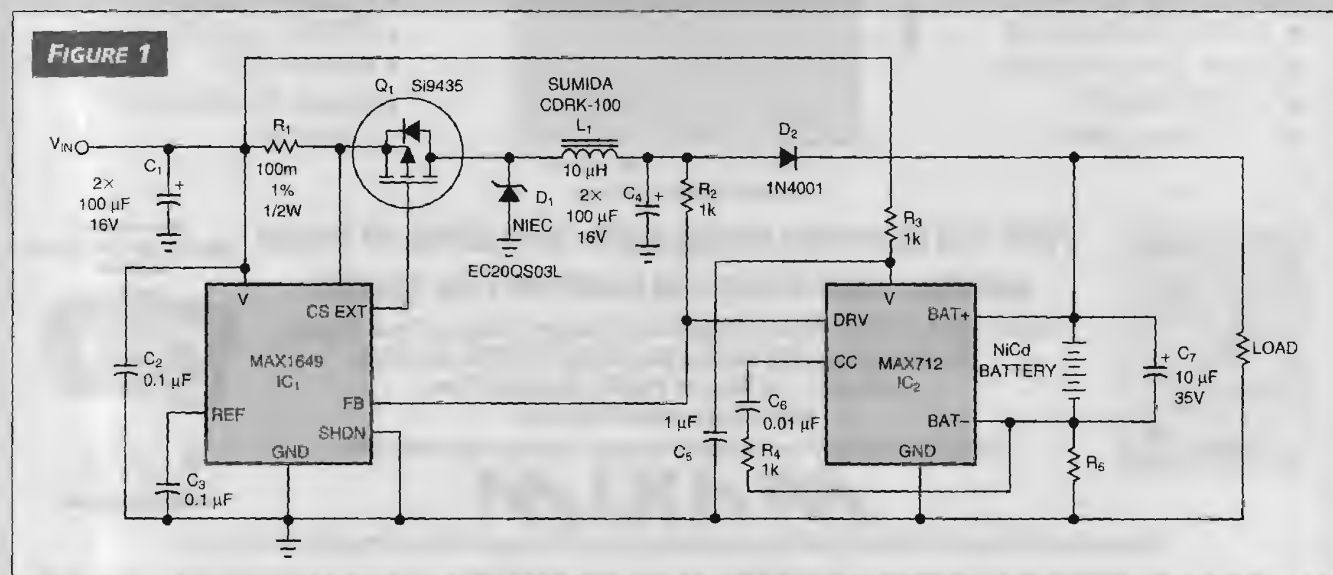 FIGURE 1
Q1 Si9435
SUMIDA
CDRK-100
L1
10 µH
D2
1N4001
VIN
R1
100m
1%
1/2W
C1
2×
100 µF
16V
D1
NIEC
EC20QS03L
2×
100 µF
16V
C4
R2
1k
R3
1k
V
CS EXT
MAX1649
IC1
FB
REF
SHDN
GND
C2
0.1 µF
C3
0.1 µF
V
DRV
BAT+
CC
MAX712
IC2
BAT–
GND
C6
0.01 µF
R4
1k
1 µF
C5
NiCd
BATTERY
C7
10 µF
35V
LOAD